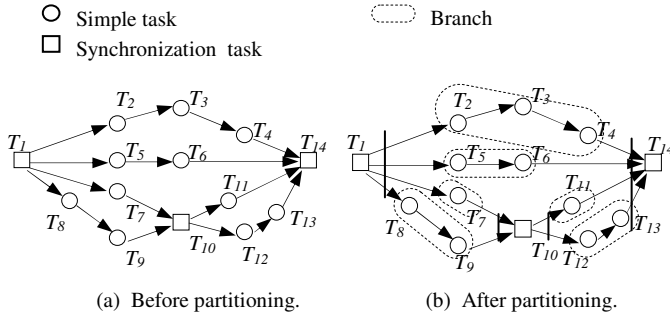 Simple task
Branch
Synchronization task
T1
T2
T3
T4
T14
T5
T6
T7
T8
T9
T10
T11
T12
T13
T1
T2
T3
T4
T14
T5
T6
T7
T8
T9
T10
T11
T12
T13
(a) Before partitioning.
(b) After partitioning.